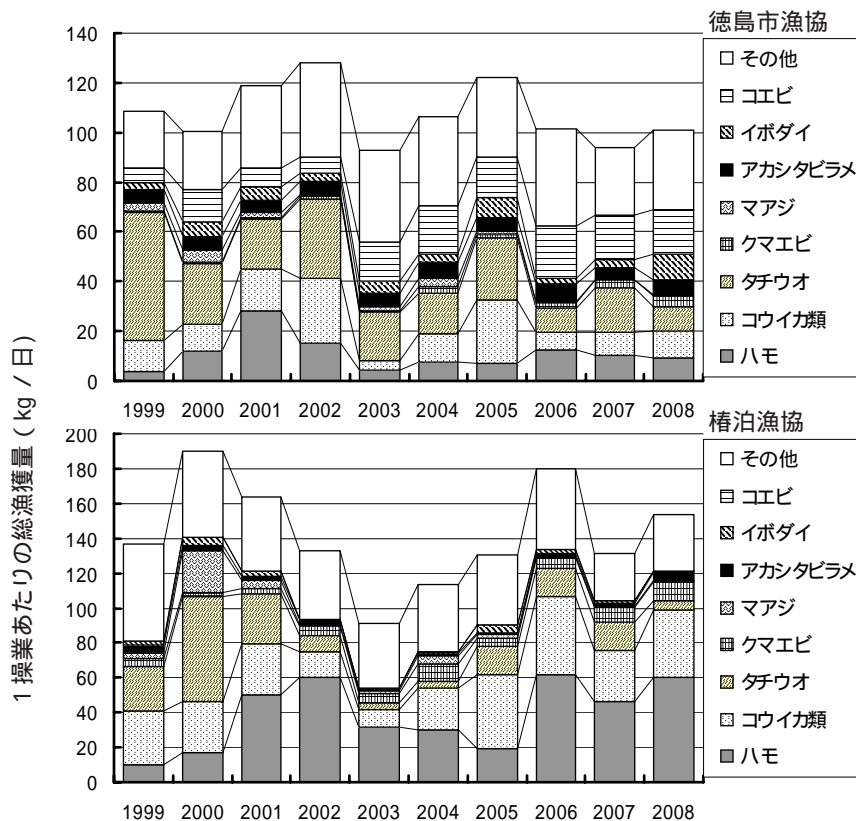 徳島市漁協
140
120
100
80
60
40
20
0
その他
コエビ
イボダイ
アカシタビラメ
マアジ
クマエビ
タチウオ
コウイカ類
ハモ
1999 2000 2001 2002 2003 2004 2005 2006 2007 2008
1操業あたりの総漁獲量（kg/日）
椿泊漁協
200
180
160
140
120
100
80
60
40
20
0
その他
コエビ
イボダイ
アカシタビラメ
マアジ
クマエビ
タチウオ
コウイカ類
ハモ
1999 2000 2001 2002 2003 2004 2005 2006 2007 2008